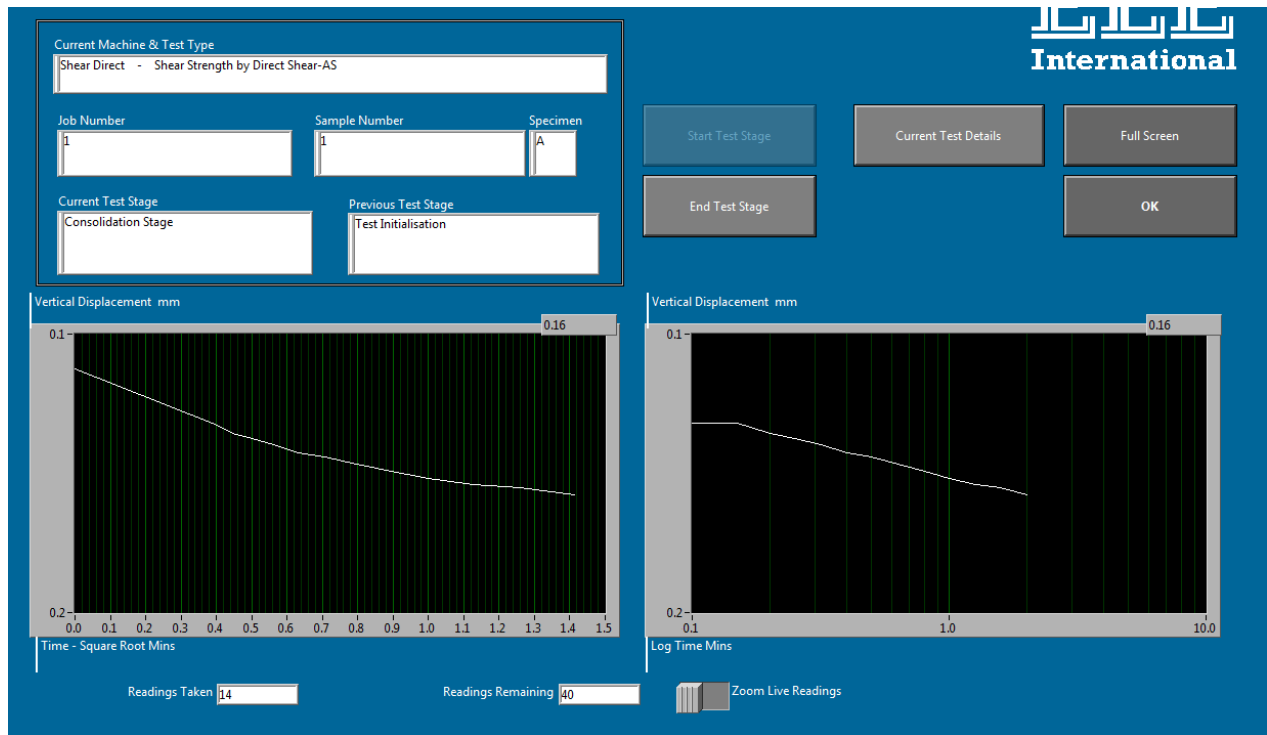 International
Current Machine & Test Type
Shear Direct - Shear Strength by Direct Shear-AS
Job Number
Sample Number
Specimen
1
1
A
Start Test Stage
Current Test Details
Full Screen
Current Test Stage
Previous Test Stage
Consolidation Stage
Test Initialisation
End Test Stage
OK
Vertical Displacement mm
0.16
0.1
0.2
0.0 0.1 0.2 0.3 0.4 0.5 0.6 0.7 0.8 0.9 1.0 1.1 1.2 1.3 1.4 1.5
Time - Square Root Mins
Vertical Displacement mm
0.16
0.1
0.2
0.1 1.0 10.0
Log Time Mins
Readings Taken 14
Readings Remaining 40
Zoom Live Readings